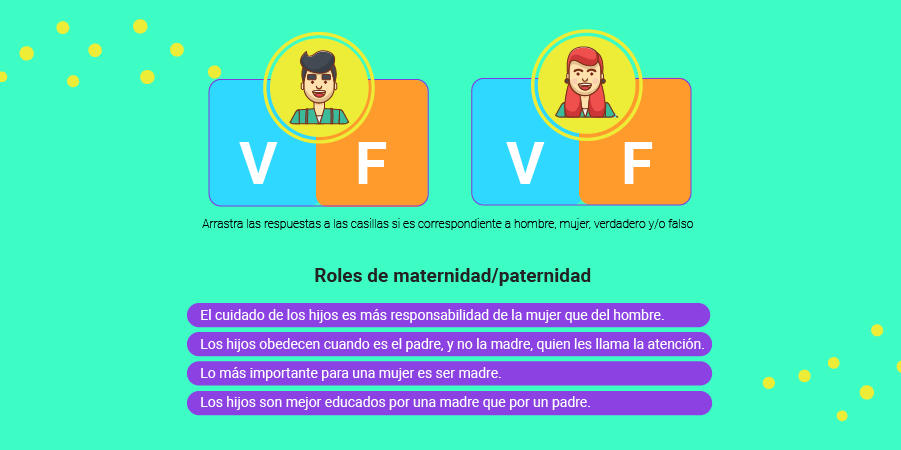 V F V F
Arrastra las respuestas a las casillas si es correspondiente a hombre, mujer, verdadero y/o falso
Roles de maternidad/paternidad
El cuidado de los hijos es más responsabilidad de la mujer que del hombre.
Los hijos obedecen cuando es el padre, y no la madre, quien les llama la atención.
Lo más importante para una mujer es ser madre.
Los hijos son mejor educados por una madre que por un padre.